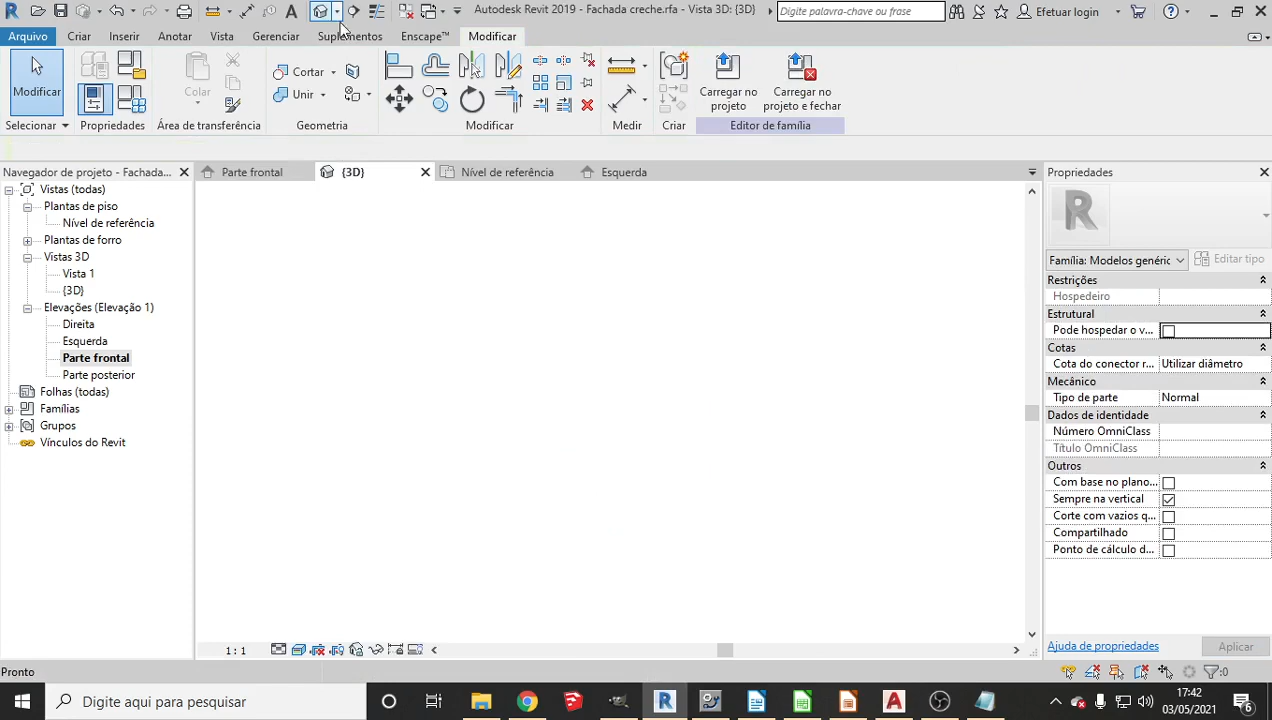 Autodesk Revit 2019 - Fachada creche.rfa - Vista 3D: {3D}
Digite palavra-chave ou frase
Efetuar login
Arquivo
Criar
Inserir
Anotar
Vista
Gerenciar
Suplementos
Enscape™
Modificar
Modificar
Colar
Cortar
Unir
Carregar no
projeto
Carregar no
projeto e fechar
Selecionar
Propriedades
Área de transferência
Geometria
Modificar
Medir
Criar
Editor de família
Navegador de projeto - Fachada...
Parte frontal
{3D}
Nível de referência
Esquerda
Propriedades
Vistas (todas)
Plantas de piso
Nível de referência
Plantas de forro
Vistas 3D
Vista 1
{3D}
Elevações (Elevação 1)
Direita
Esquerda
Parte frontal
Parte posterior
Folhas (todas)
Famílias
Grupos
Vínculos do Revit
R
Família: Modelos genéric
Editar tipo
Restrições
Hospedeiro
Estrutural
Pode hospedar o v...
Cotas
Cota do conector r...
Utilizar diâmetro
Mecânico
Tipo de parte
Normal
Dados de identidade
Número OmniClass
Título OmniClass
Outros
Com base no plano...
Sempre na vertical
Corte com vazios q...
Compartilhado
Ponto de cálculo d...
Ajuda de propriedades
Aplicar
1 : 1
Pronto
:0
Digite aqui para pesquisar
17:42
03/05/2021
6